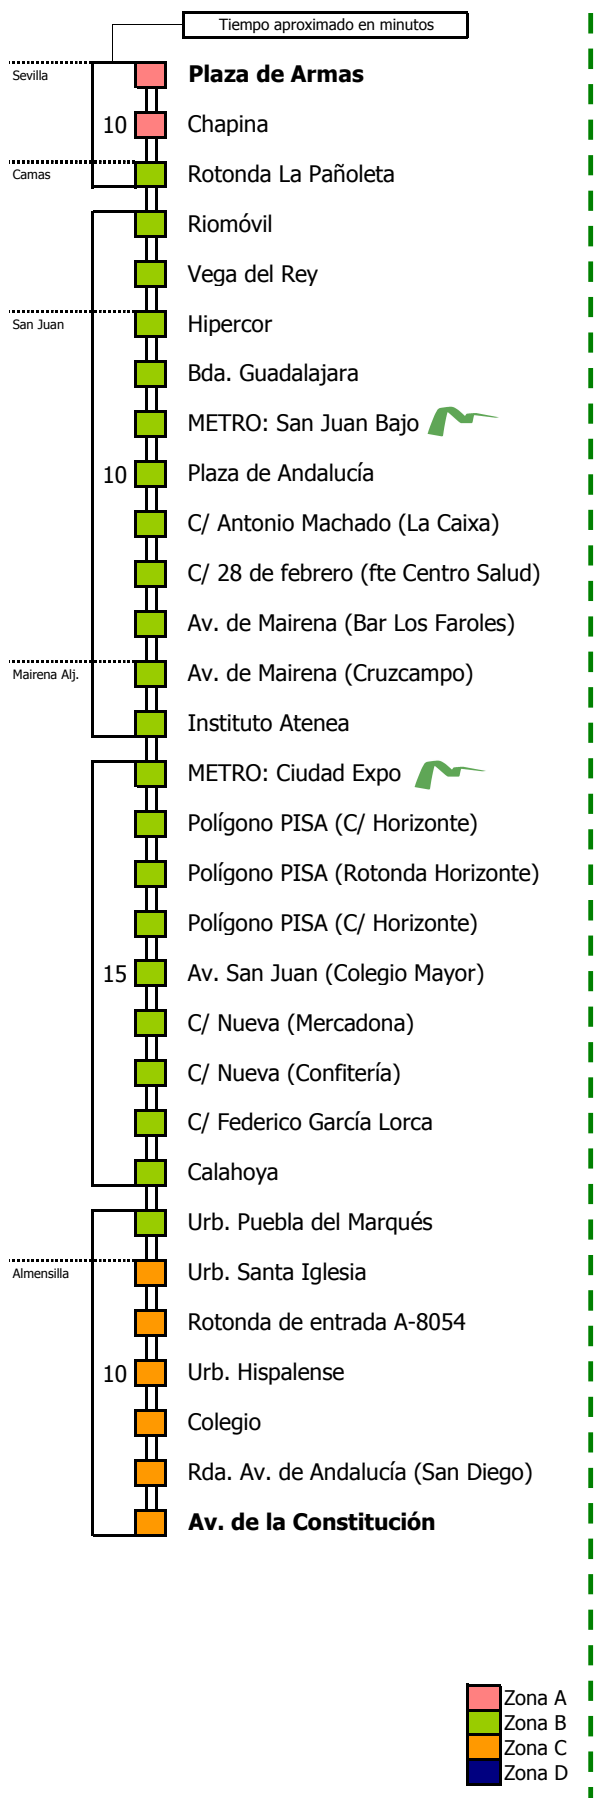 Tiempo aproximado en minutos
Sevilla
Plaza de Armas
10
Chapina
Camas
Rotonda La Pañoleta
Riomóvil
Vega del Rey
San Juan
Hipercor
Bda. Guadalajara
METRO: San Juan Bajo
10
Plaza de Andalucía
C/ Antonio Machado (La Caixa)
C/ 28 de febrero (fte Centro Salud)
Av. de Mairena (Bar Los Faroles)
Mairena Alj.
Av. de Mairena (Cruzcampo)
Instituto Atenea
METRO: Ciudad Expo
Polígono PISA (C/ Horizonte)
Polígono PISA (Rotonda Horizonte)
Polígono PISA (C/ Horizonte)
15
Av. San Juan (Colegio Mayor)
C/ Nueva (Mercadona)
C/ Nueva (Confitería)
C/ Federico García Lorca
Calahoya
Urb. Puebla del Marqués
Almensilla
Urb. Santa Iglesia
Rotonda de entrada A-8054
10
Urb. Hispalense
Colegio
Rda. Av. de Andalucía (San Diego)
Av. de la Constitución
Zona A
Zona B
Zona C
Zona D